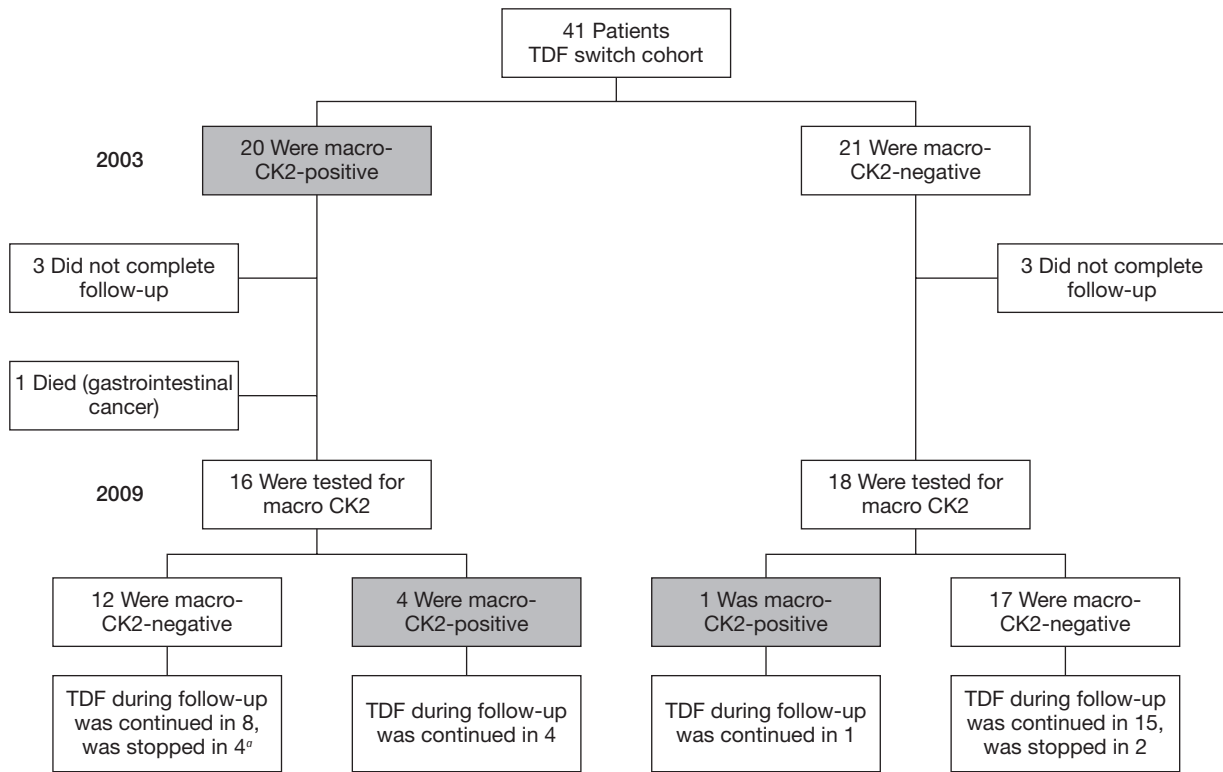 41 Patients
TDF switch cohort
2003
20 Were macro-
CK2-positive
21 Were macro-
CK2-negative
3 Did not complete
follow-up
3 Did not complete
follow-up
1 Died (gastrointestinal
cancer)
2009
16 Were tested for
macro CK2
18 Were tested for
macro CK2
12 Were macro-
CK2-negative
4 Were macro-
CK2-positive
1 Was macro-
CK2-positive
17 Were macro-
CK2-negative
TDF during follow-up
was continued in 8,
was stopped in 4ᵃ
TDF during follow-up
was continued in 4
TDF during follow-up
was continued in 1
TDF during follow-up
was continued in 15,
was stopped in 2